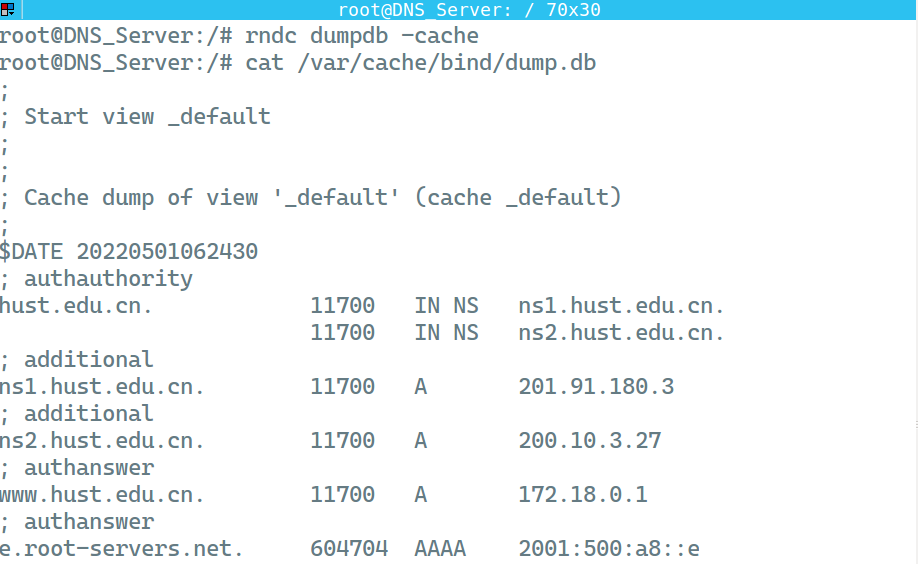 root@DNS_Server: / 70x30
root@DNS_Server:/# rndc dumpdb -cache
root@DNS_Server:/# cat /var/cache/bind/dump.db
;
; Start view _default
;
;
; Cache dump of view '_default' (cache _default)
;
$DATE 20220501062430
; authauthority
hust.edu.cn. 11700 IN NS ns1.hust.edu.cn.
11700 IN NS ns2.hust.edu.cn.
; additional
ns1.hust.edu.cn. 11700 A 201.91.180.3
; additional
ns2.hust.edu.cn. 11700 A 200.10.3.27
; authanswer
www.hust.edu.cn. 11700 A 172.18.0.1
; authanswer
e.root-servers.net. 604704 AAAA 2001:500:a8::e